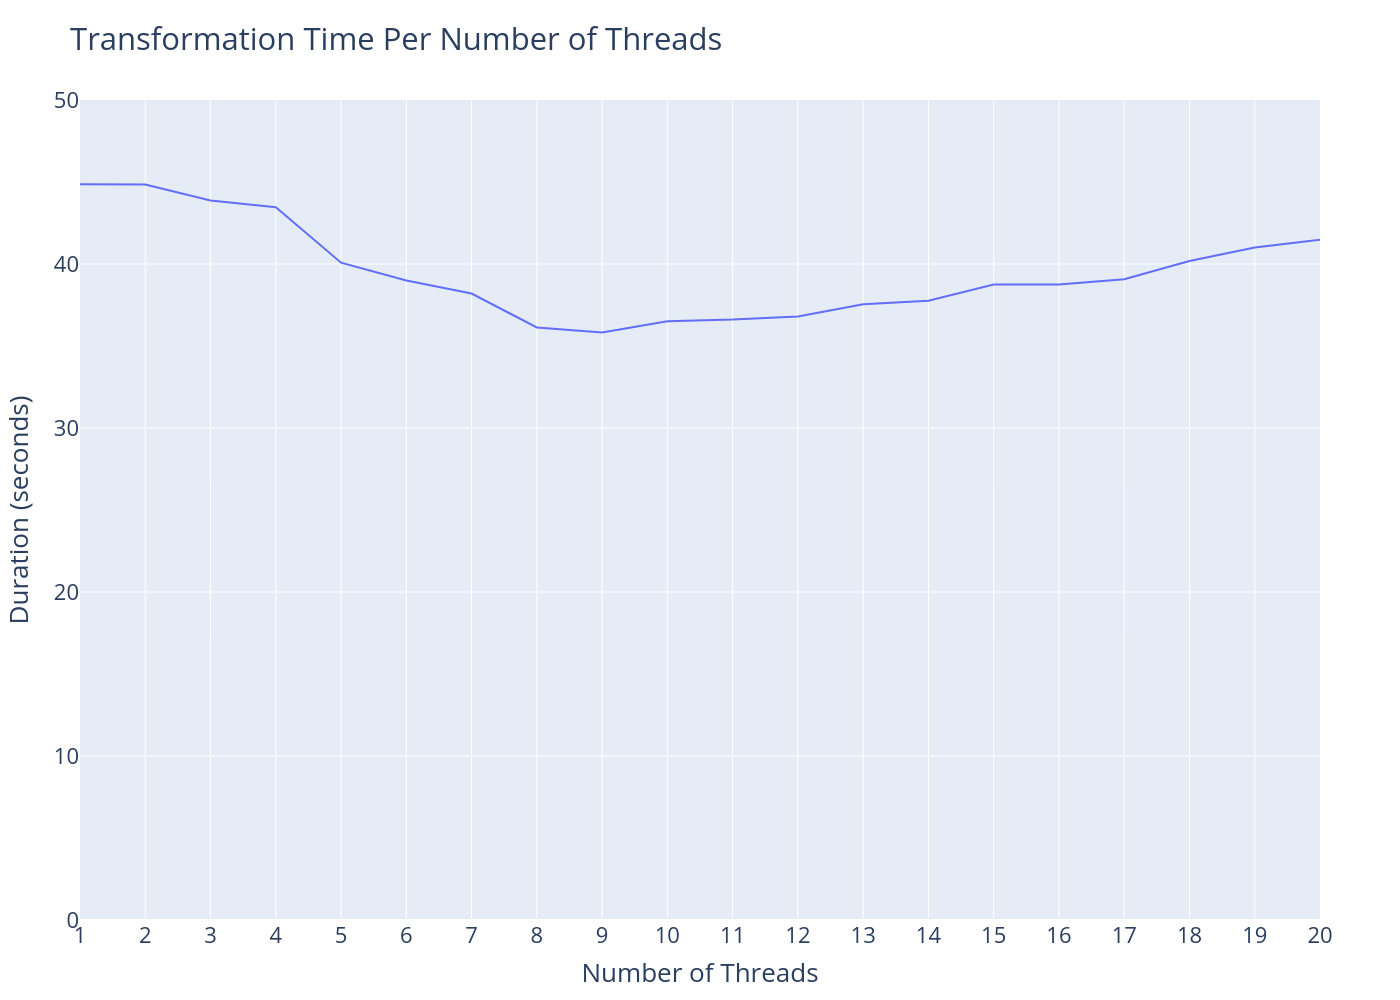 Transformation Time Per Number of Threads
50
40
30
20
10
0
Duration (seconds)
1 2 3 4 5 6 7 8 9 10 11 12 13 14 15 16 17 18 19 20
Number of Threads